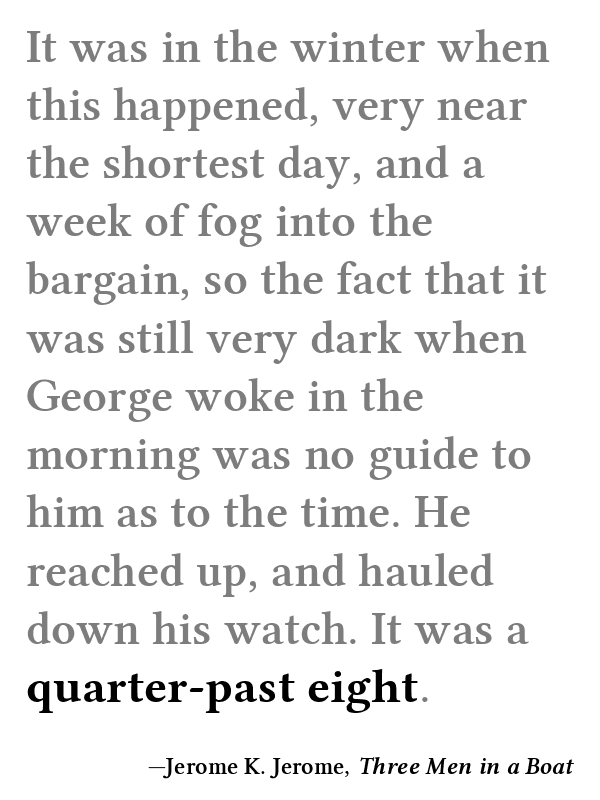 It was in the winter when
this happened, very near
the shortest day, and a
week of fog into the
bargain, so the fact that it
was still very dark when
George woke in the
morning was no guide to
him as to the time. He
reached up, and hauled
down his watch. It was a
quarter-past eight.
—Jerome K. Jerome, Three Men in a Boat